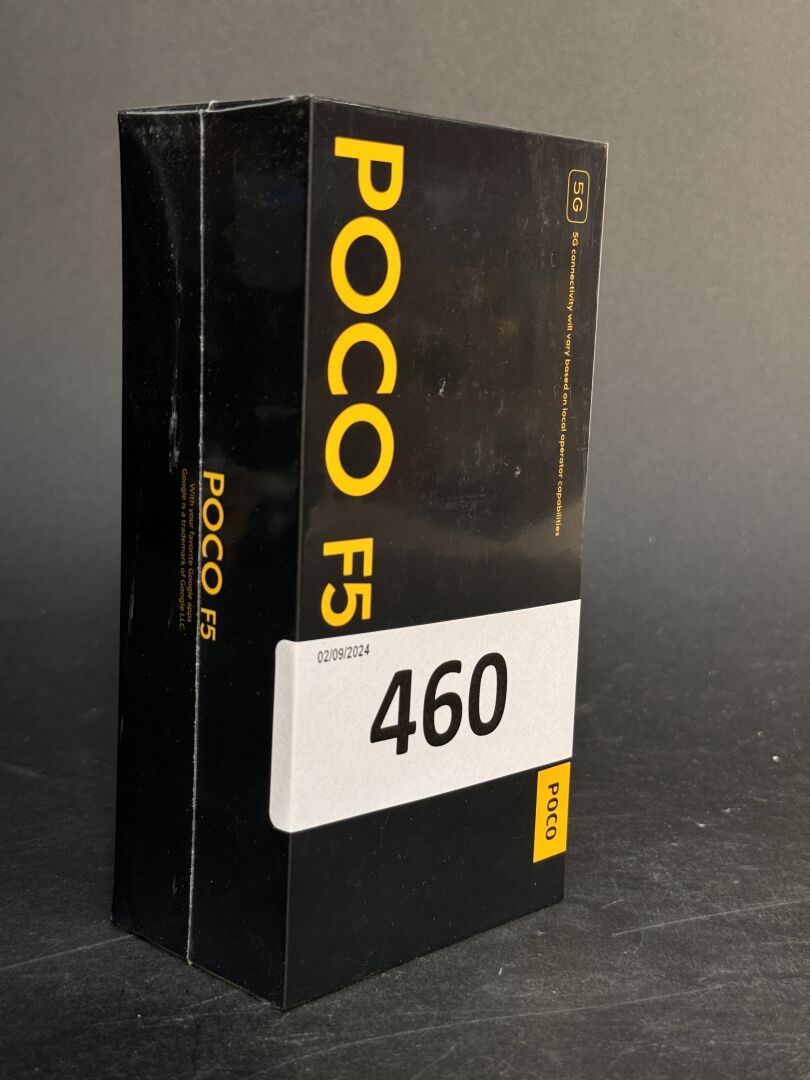 POCO F5
5G
5G connectivity will vary based on local operator capabilities.
02/09/2024
460
POCO
POCO F5
With your favorite Google apps
Google is a trademark of Google LLC.